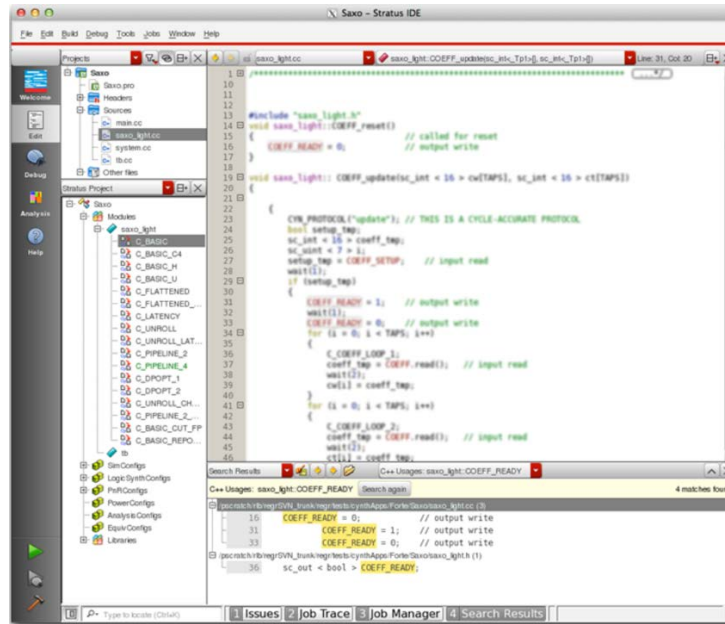 Saxo - Stratus IDE
File Edit Build Debug Tools Jobs Window Help
Projects
saxo_light.cc
saxo_light::COEFF_update(sc_int<_Tp1>[], sc_int<_Tp1>[])
Line: 31, Col: 20
Welcome
Edit
Debug
Analysis
Help
Saxo
Saxo.pro
Headers
Sources
main.cc
saxo_light.cc
system.cc
tb.cc
Other files
Stratus Project
Saxo
Modules
saxo_light
C_BASIC
C_BASIC_C4
C_BASIC_H
C_BASIC_U
C_FLATTENED
C_FLATTENED_...
C_LATENCY
C_UNROLL
C_UNROLL_LAT...
C_PIPELINE_2
C_PIPELINE_4
C_DPOPT_1
C_DPOPT_2
C_UNROLL_CH...
C_PIPELINE_2_...
C_BASIC_CUT_FP
C_BASIC_REPO...
tb
SimConfigs
LogicSynthConfigs
PnRConfigs
PowerConfigs
AnalysisConfigs
EquivConfigs
Libraries
1 /**************************************************************************** ...*/
10
11
12
13 #include "saxo_light.h"
14 void saxo_light::COEFF_reset()
15 { // called for reset
16 COEFF_READY = 0; // output write
17 }
18
19 void saxo_light:: COEFF_update(sc_int < 16 > cw[TAPS], sc_int < 16 > ct[TAPS])
20 {
21
22 {
23 CYN_PROTOCOL("update"); // THIS IS A CYCLE-ACCURATE PROTOCOL
24 bool setup_tmp;
25 sc_int < 16 > coeff_tmp;
26 sc_uint < 7 > i;
27 setup_tmp = COEFF_SETUP; // input read
28 wait(1);
29 if (setup_tmp)
30 {
31 COEFF_READY = 1; // output write
32 wait(1);
33 COEFF_READY = 0; // output write
34 for (i = 0; i < TAPS; i++)
35 {
36 C_COEFF_LOOP_1;
37 coeff_tmp = COEFF.read(); // input read
38 wait(2);
39 cw[i] = coeff_tmp;
40 }
41 for (i = 0; i < TAPS; i++)
42 {
43 C_COEFF_LOOP_2;
44 coeff_tmp = COEFF.read(); // input read
45 wait(2);
46 ct[i] = coeff_tmp;
Search Results
C++ Usages: saxo_light::COEFF_READY
C++ Usages: saxo_light::COEFF_READY Search again
4 matches fou
/pscratch/rlb/regrSVN_trunk/regr/tests/cynthApps/Forte/Saxo/saxo_light.cc (3)
16 COEFF_READY = 0; // output write
31 COEFF_READY = 1; // output write
33 COEFF_READY = 0; // output write
/pscratch/rlb/regrSVN_trunk/regr/tests/cynthApps/Forte/Saxo/saxo_light.h (1)
36 sc_out < bool > COEFF_READY;
Type to locate (Ctrl+K)
1 Issues 2 Job Trace 3 Job Manager 4 Search Results